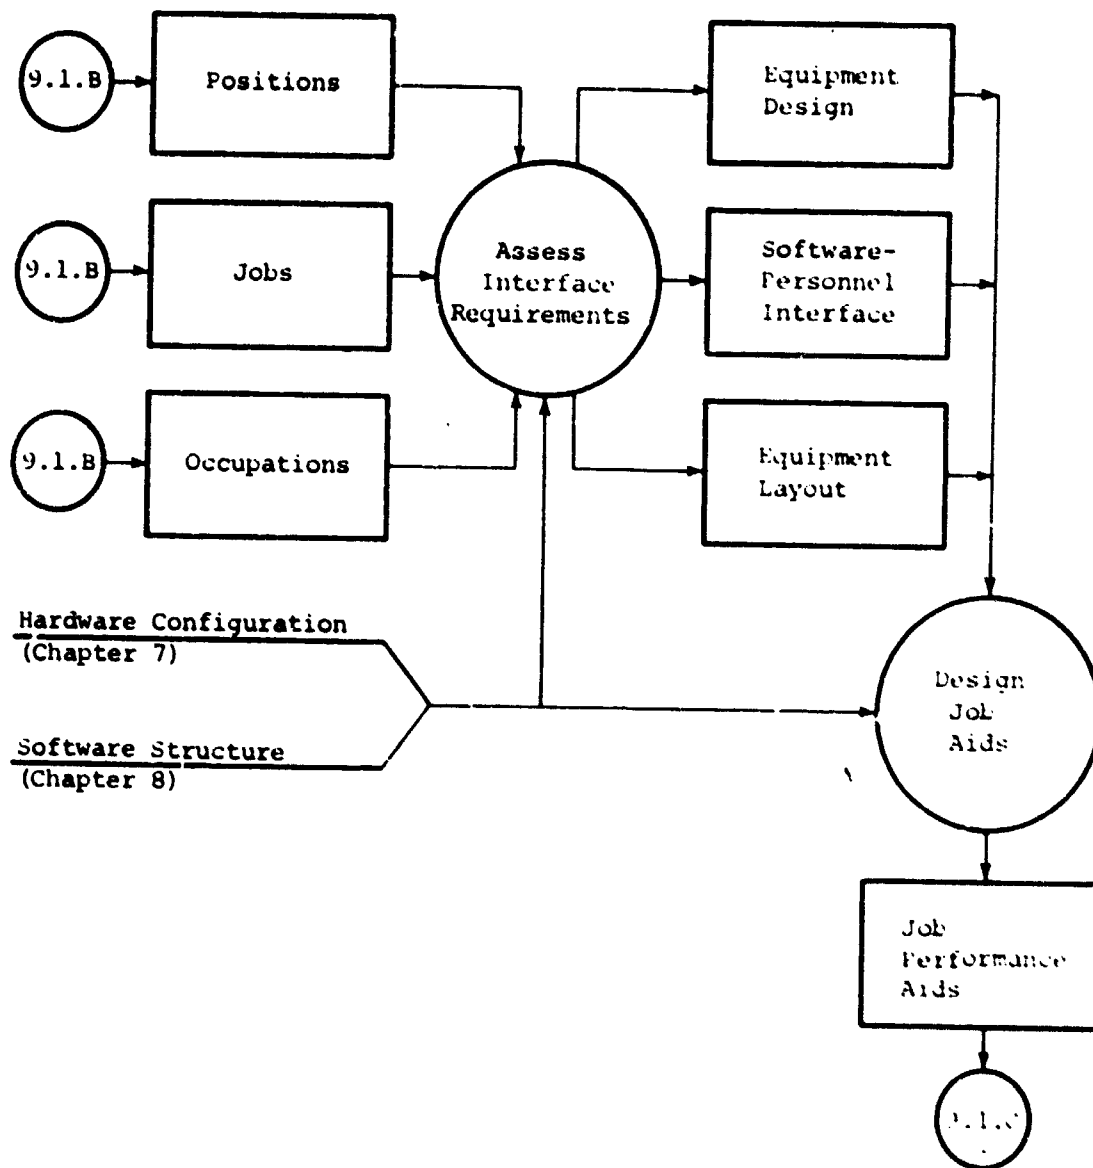 9.1.B
Positions
Equipment
Design
9.1.B
Jobs
Assess
Interface
Requirements
Software-
Personnel
Interface
9.1.B
Occupations
Equipment
Layout
Hardware Configuration
(Chapter 7)
Software Structure
(Chapter 8)
Design
Job
Aids
Job
Performance
Aids